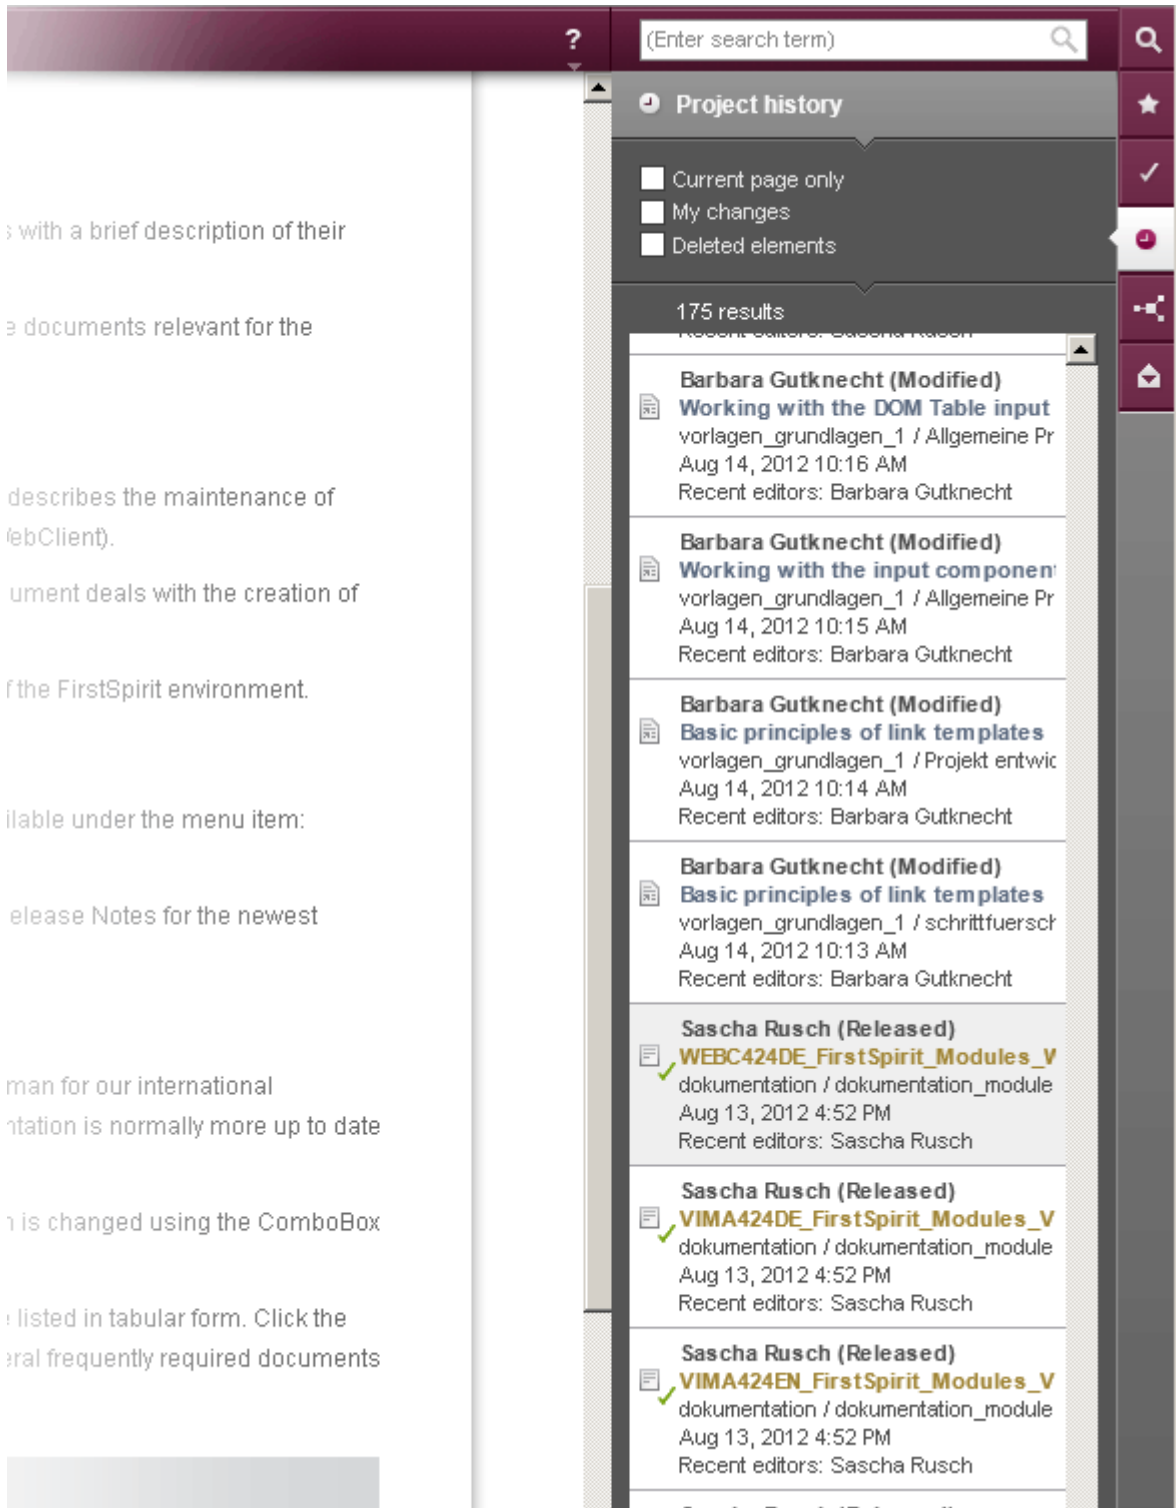 ?
(Enter search term)
Project history
Current page only
My changes
Deleted elements
175 results
with a brief description of their
documents relevant for the
describes the maintenance of
ebClient).
ument deals with the creation of
f the FirstSpirit environment.
ilable under the menu item:
elease Notes for the newest
man for our international
ntation is normally more up to date
n is changed using the ComboBox
listed in tabular form. Click the
eral frequently required documents
Recent editors: Sascha Rusch
Barbara Gutknecht (Modified)
Working with the DOM Table input
vorlagen_grundlagen_1 / Allgemeine Pr
Aug 14, 2012 10:16 AM
Recent editors: Barbara Gutknecht
Barbara Gutknecht (Modified)
Working with the input component
vorlagen_grundlagen_1 / Allgemeine Pr
Aug 14, 2012 10:15 AM
Recent editors: Barbara Gutknecht
Barbara Gutknecht (Modified)
Basic principles of link templates
vorlagen_grundlagen_1 / Projekt entwic
Aug 14, 2012 10:14 AM
Recent editors: Barbara Gutknecht
Barbara Gutknecht (Modified)
Basic principles of link templates
vorlagen_grundlagen_1 / schrittfuersch
Aug 14, 2012 10:13 AM
Recent editors: Barbara Gutknecht
Sascha Rusch (Released)
WEBC424DE_FirstSpirit_Modules_W
dokumentation / dokumentation_module
Aug 13, 2012 4:52 PM
Recent editors: Sascha Rusch
Sascha Rusch (Released)
VIMA424DE_FirstSpirit_Modules_V
dokumentation / dokumentation_module
Aug 13, 2012 4:52 PM
Recent editors: Sascha Rusch
Sascha Rusch (Released)
VIMA424EN_FirstSpirit_Modules_V
dokumentation / dokumentation_module
Aug 13, 2012 4:52 PM
Recent editors: Sascha Rusch